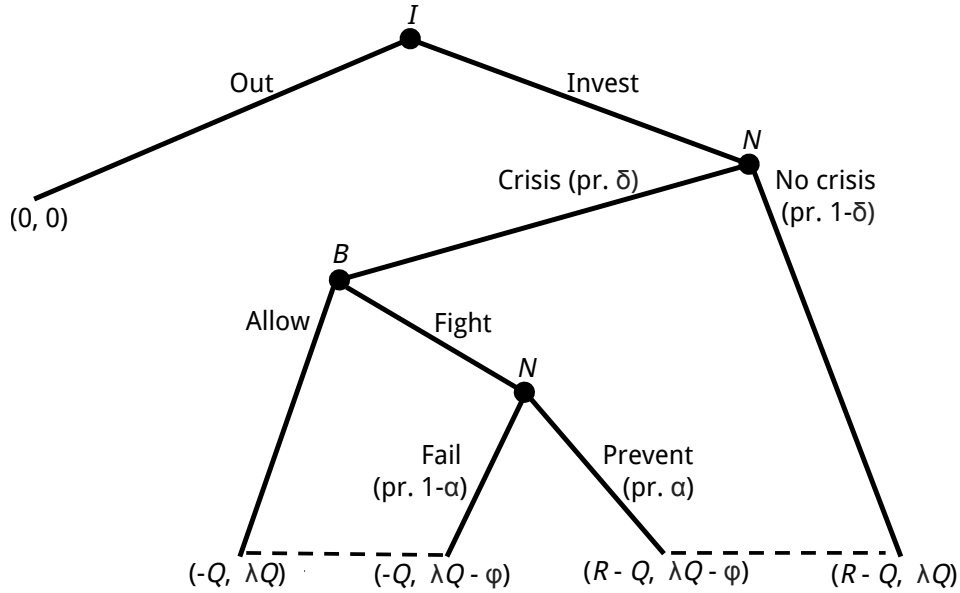 I
Out
Invest
N
Crisis (pr. δ)
No crisis
(pr. 1-δ)
(0, 0)
B
Allow
Fight
N
Fail
(pr. 1-α)
Prevent
(pr. α)
(-Q, λQ)
(-Q, λQ - φ)
(R - Q, λQ - φ)
(R - Q, λQ)